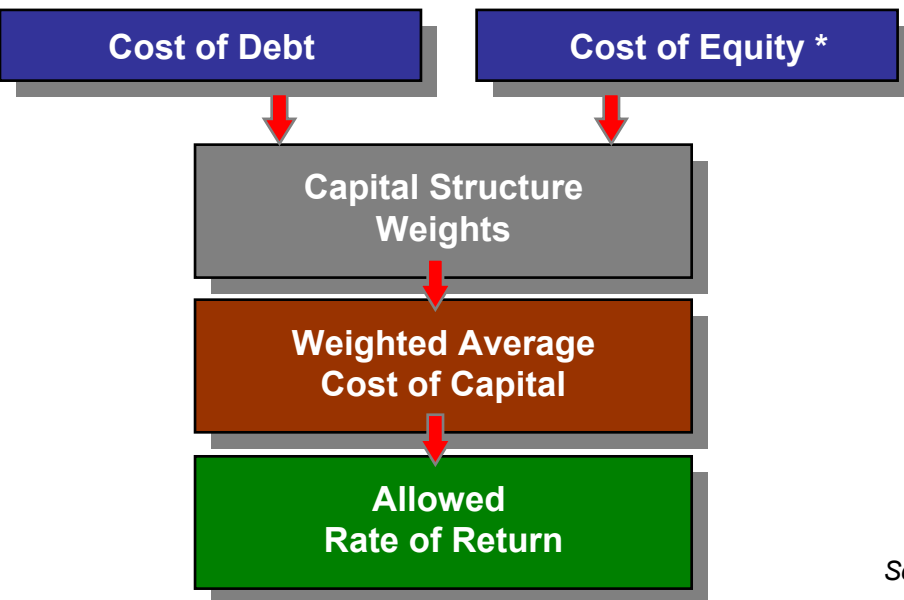 Cost of Debt
Cost of Equity *
Capital Structure
Weights
Weighted Average
Cost of Capital
Allowed
Rate of Return